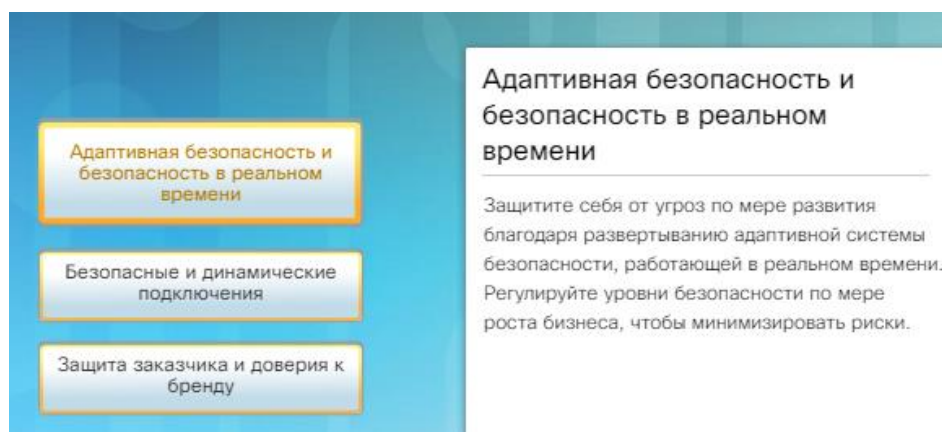 Адаптивная безопасность и
безопасность в реальном
времени
Безопасные и динамические
подключения
Защита заказчика и доверия к
бренду
Адаптивная безопасность и
безопасность в реальном
времени
Защитите себя от угроз по мере развития
благодаря развертыванию адаптивной системы
безопасности, работающей в реальном времени.
Регулируйте уровни безопасности по мере
роста бизнеса, чтобы минимизировать риски.